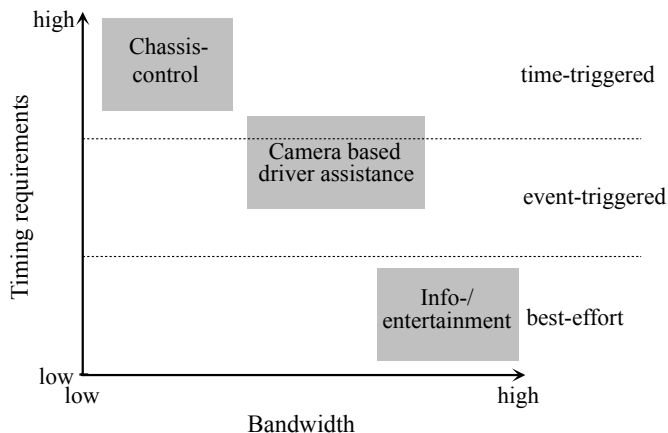 high
Chassis-
control
time-triggered
Timing requirements
Camera based
driver assistance
event-triggered
Info-/
entertainment
best-effort
low
low
high
Bandwidth